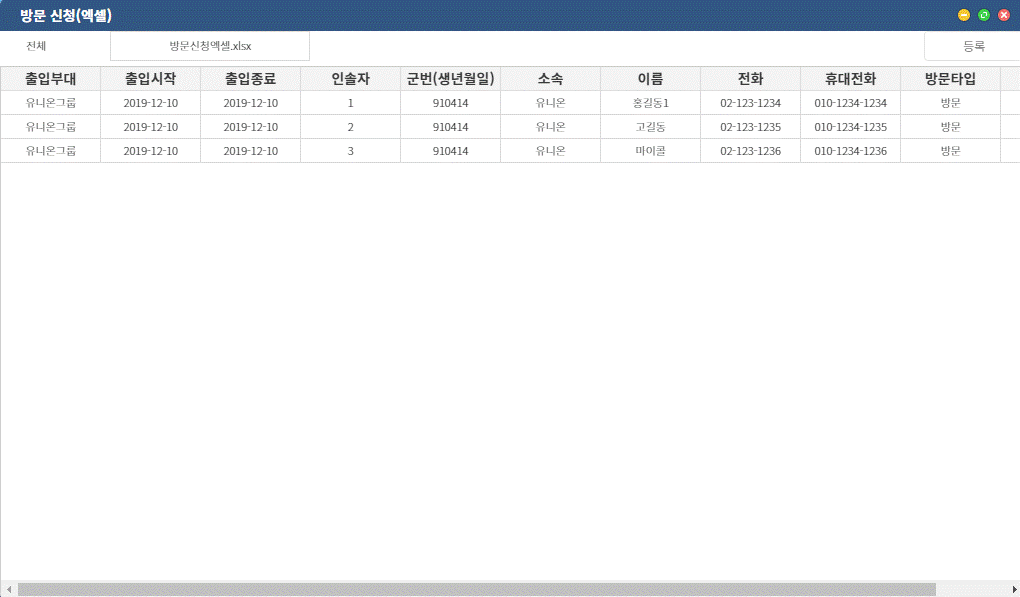 방문 신청(엑셀)
전체 방문신청엑셀.xlsx 등록
출입부대 출입시작 출입종료 인솔자 군번(생년월일) 소속 이름 전화 휴대전화 방문타입
유니온그룹 2019-12-10 2019-12-10 1 910414 유니온 홍길동1 02-123-1234 010-1234-1234 방문
유니온그룹 2019-12-10 2019-12-10 2 910414 유니온 고길동 02-123-1235 010-1234-1235 방문
유니온그룹 2019-12-10 2019-12-10 3 910414 유니온 마이콜 02-123-1236 010-1234-1236 방문